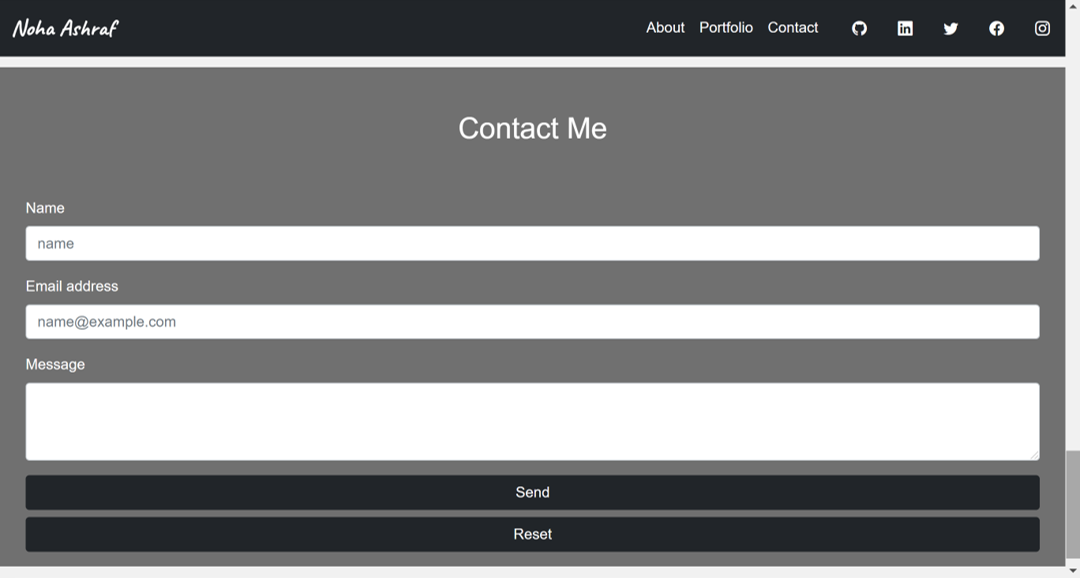 Noha Ashraf
About Portfolio Contact
Contact Me
Name
name
Email address
name@example.com
Message
Send
Reset